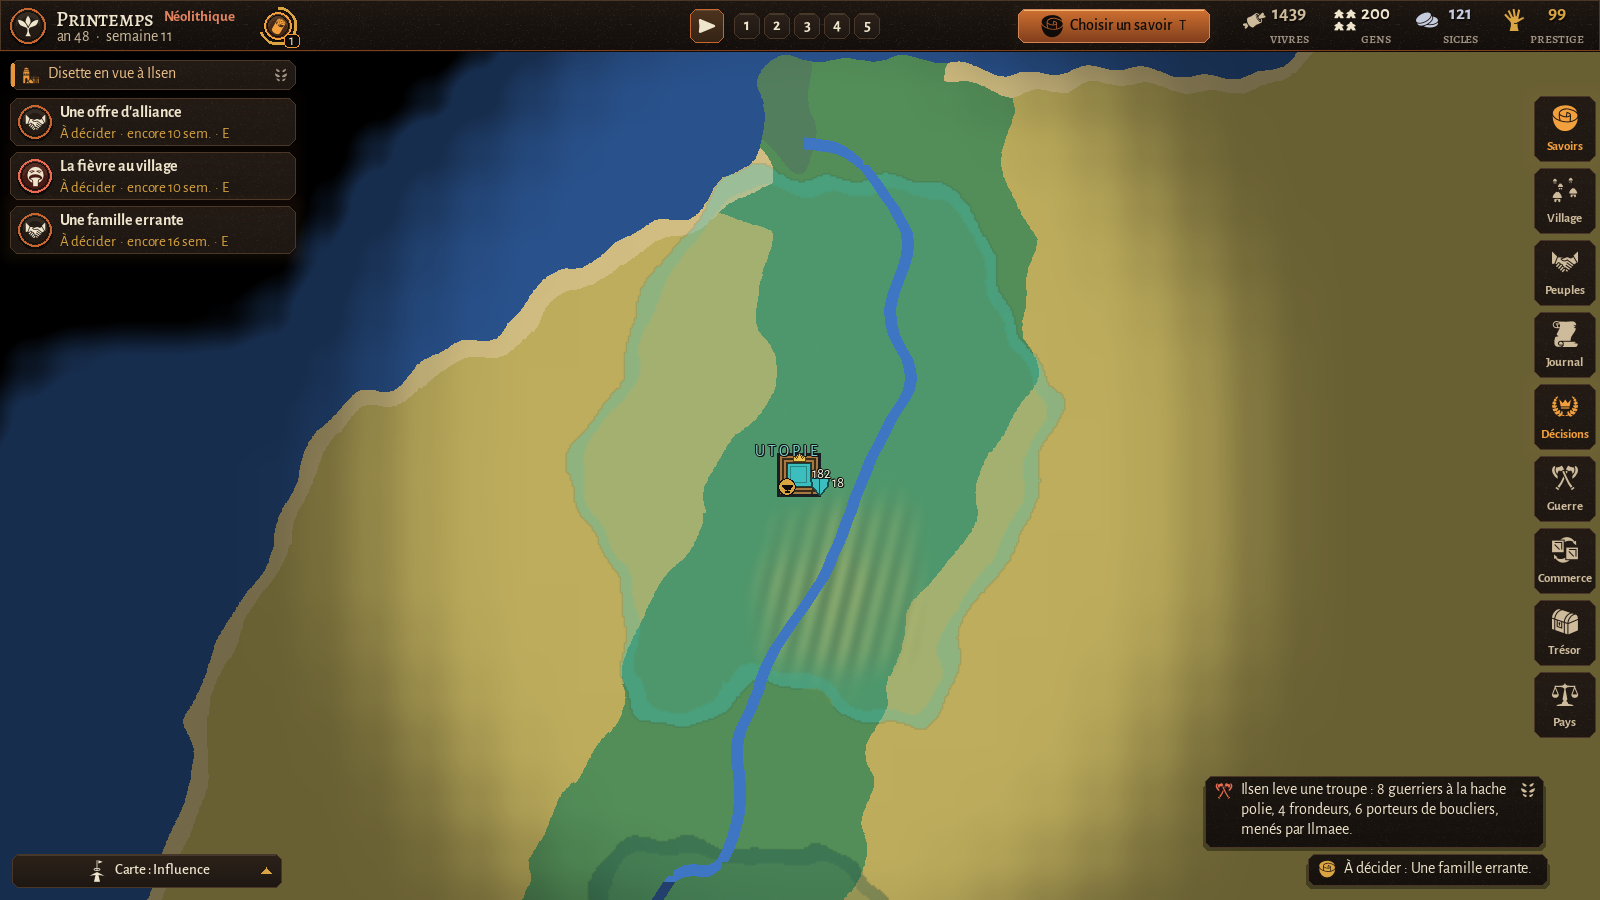 Printemps Néolithique
an 48 · semaine 11
1
1 2 3 4 5
Choisir un savoir T
1439
VIVRES
200
GENS
121
SICLES
99
PRESTIGE
Disette en vue à Ilsen
Une offre d'alliance
À décider · encore 10 sem. · E
La fièvre au village
À décider · encore 10 sem. · E
Une famille errante
À décider · encore 16 sem. · E
Savoirs
Village
Peuples
Journal
Décisions
Guerre
Commerce
Trésor
Pays
UTOPIE
182
18
Ilsen leve une troupe : 8 guerriers à la hache
polie, 4 frondeurs, 6 porteurs de boucliers,
menés par Ilmaee.
À décider : Une famille errante.
Carte : Influence